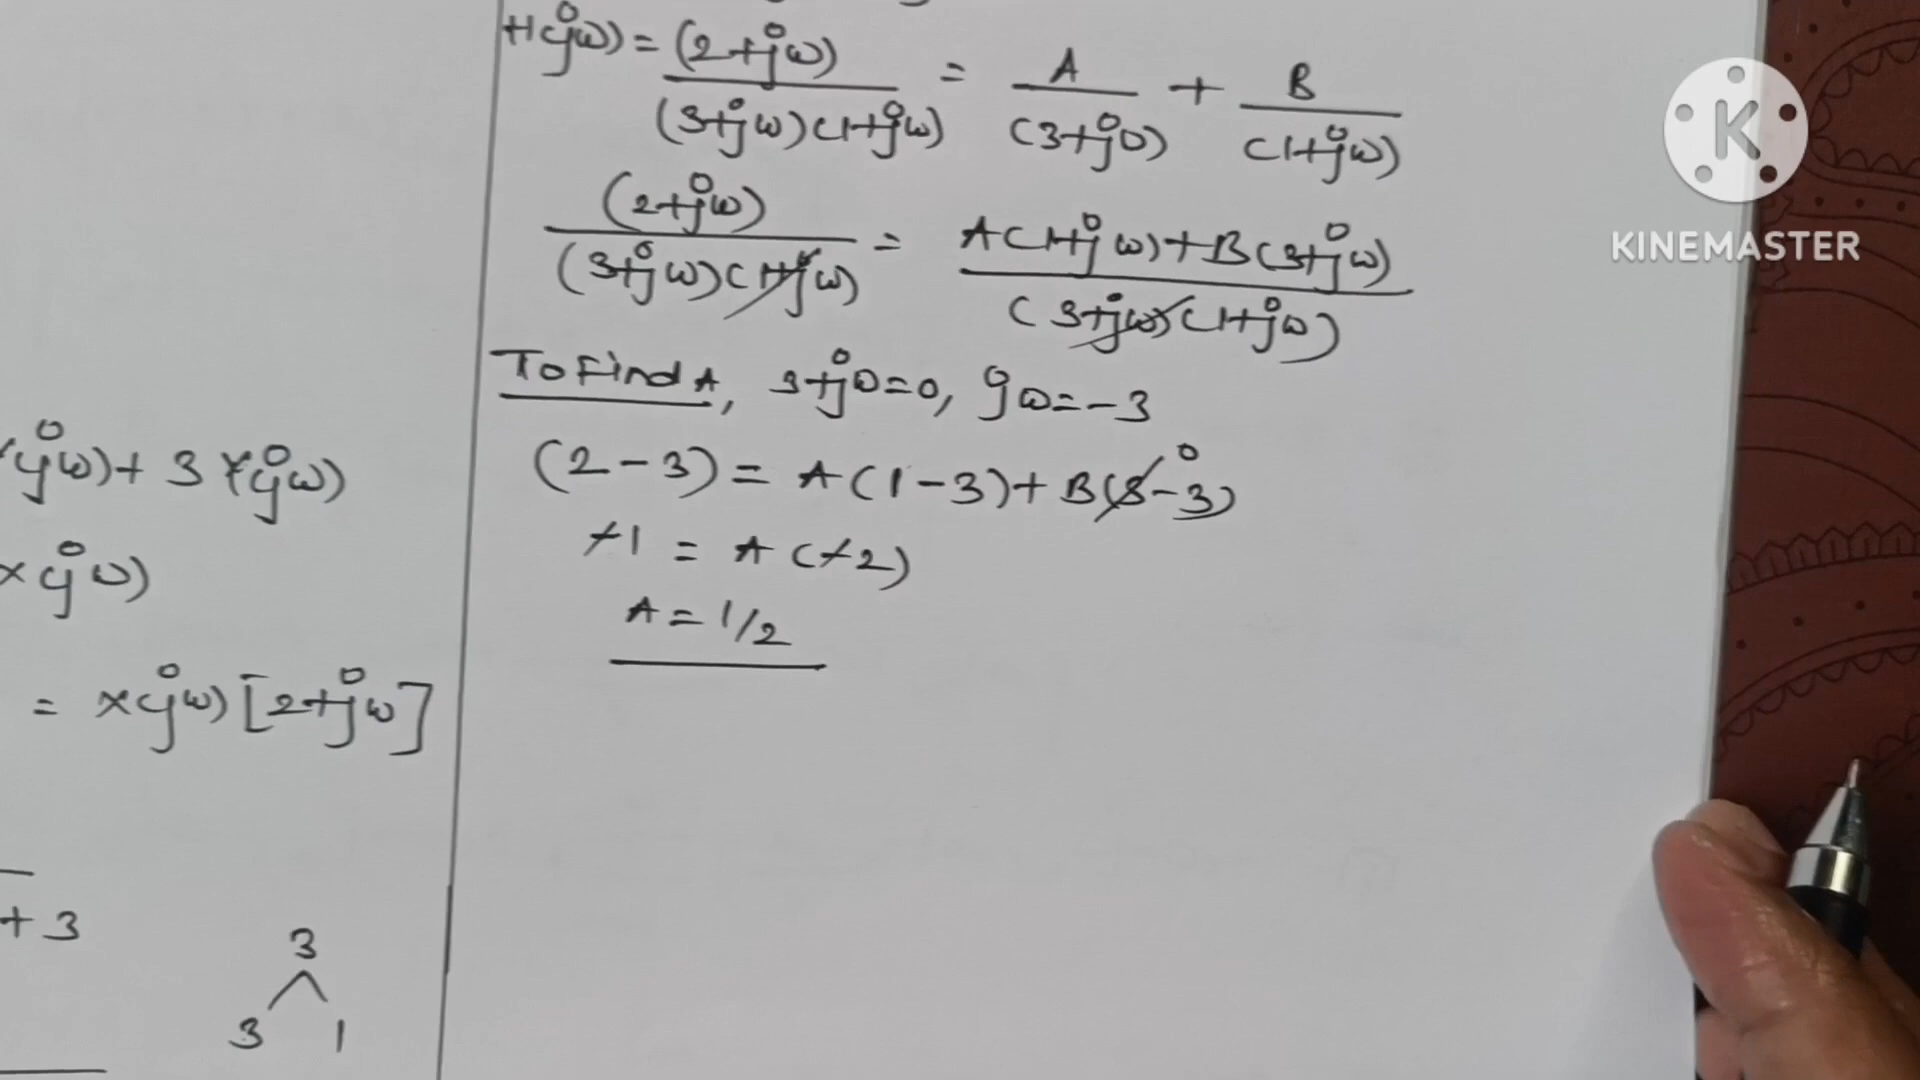 (jω) + 3 Y(jω)
X(jω)
= X(jω) [2+jω]
+ 3
3
3 1
H(jω) = (2+jω) / (3+jω)(1+jω) = A / (3+jω) + B / (1+jω)
(2+jω) / (3+jω)(1+jω) = A(1+jω)+B(3+jω) / (3+jω)(1+jω)
To Find A, 3+jω=0, jω=-3
(2-3) = A(1-3)+B(3-3) 0
-1 = A(-2)
A = 1/2
K
KINEMASTER